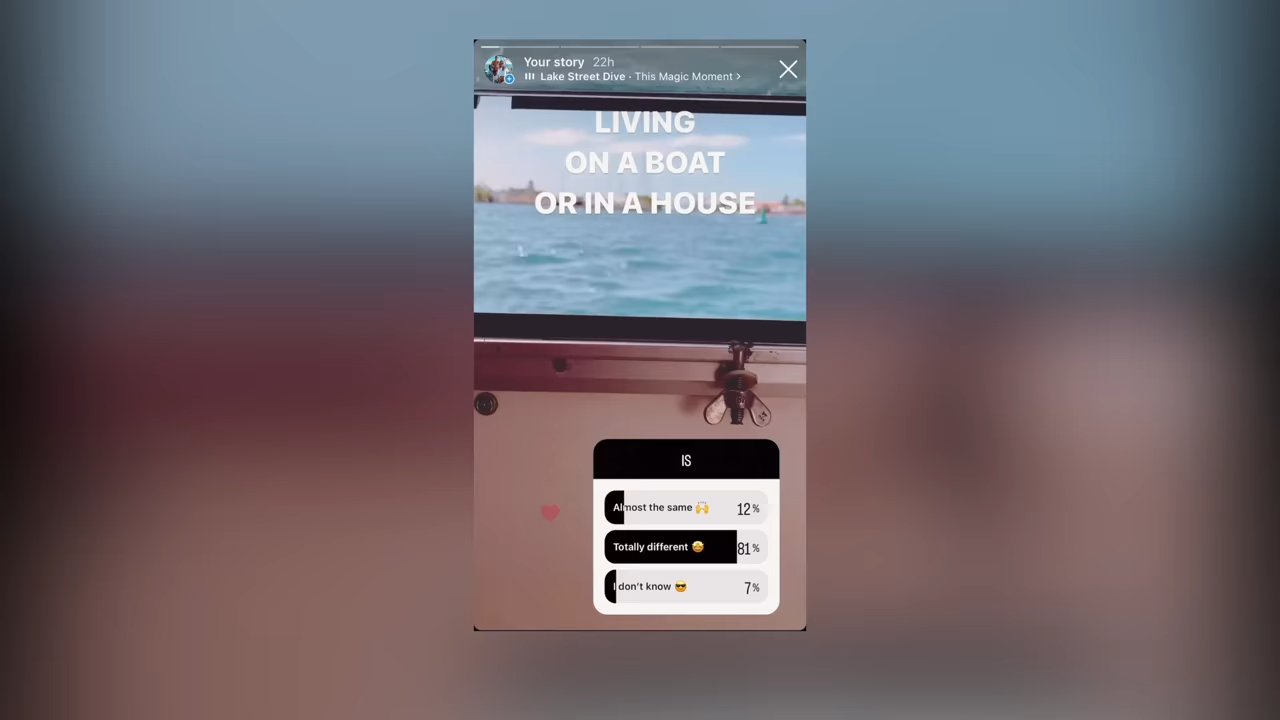 Your story 22h
Lake Street Dive · This Magic Moment >
LIVING
ON A BOAT
OR IN A HOUSE
IS
Almost the same 🙌 12%
Totally different 🤩 81%
I don't know 😎 7%